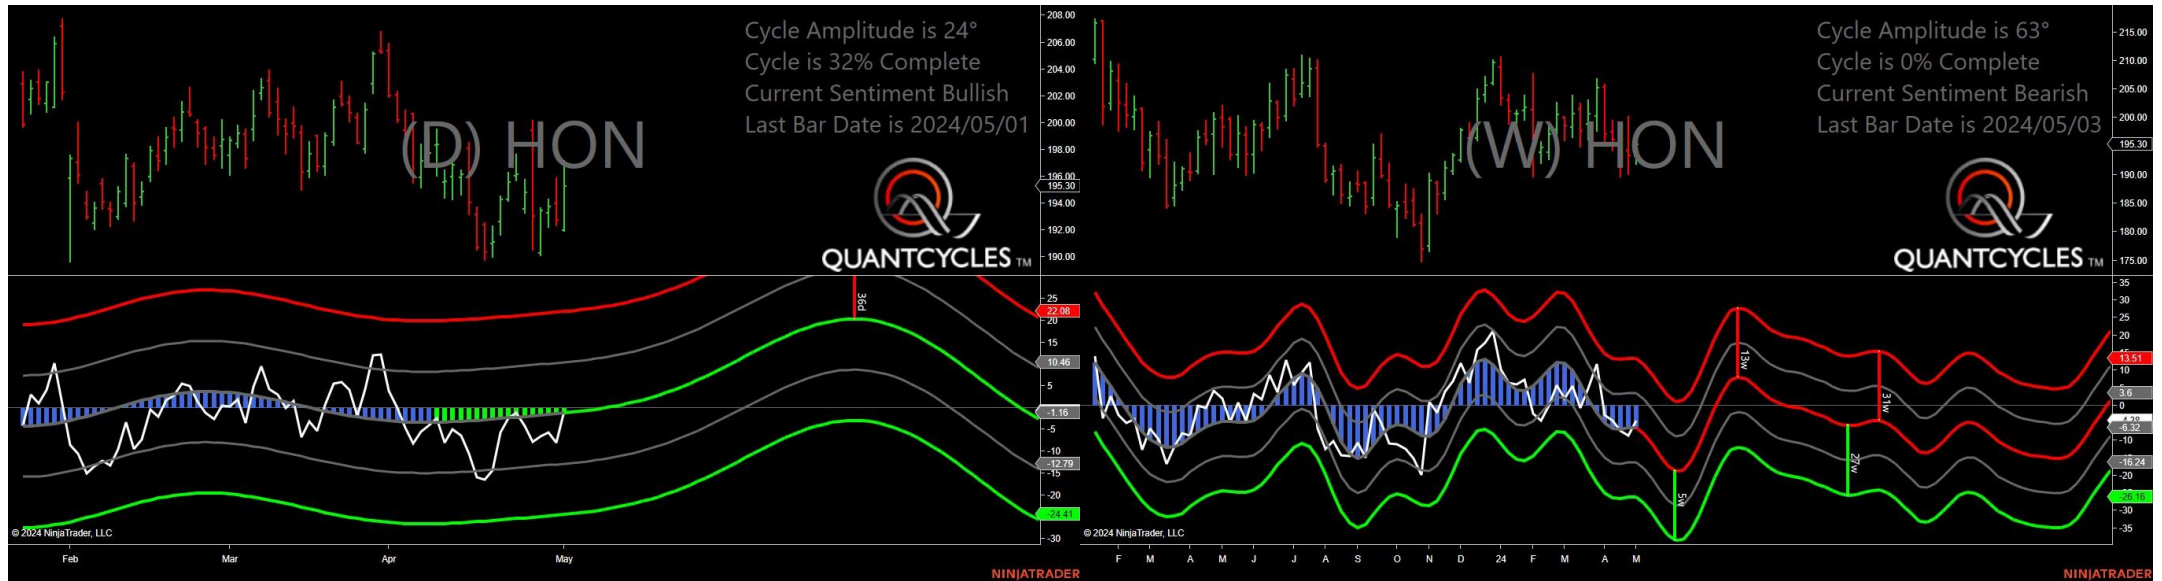 Cycle Amplitude is 24°
Cycle is 32% Complete
Current Sentiment Bullish
Last Bar Date is 2024/05/01
(D) HON
QUANTCYCLES TM
208.00
206.00
204.00
202.00
200.00
198.00
196.00
195.30
194.00
192.00
190.00
36d
25
22.08
20
15
10.46
5
-1.16
-5
-10
-12.79
-15
-20
-24.41
-30
© 2024 NinjaTrader, LLC
Feb Mar Apr May
NINJATRADER
Cycle Amplitude is 63°
Cycle is 0% Complete
Current Sentiment Bearish
Last Bar Date is 2024/05/03
(W) HON
QUANTCYCLES TM
215.00
210.00
205.00
200.00
195.30
190.00
185.00
180.00
175.00
13w
31w
27w
5w
35
30
25
20
13.51
10
3.6
0
-6.32
-10
-16.24
-20
-26.16
-30
-35
© 2024 NinjaTrader, LLC
F M A M J J A S O N D 24 F M A M
NINJATRADER